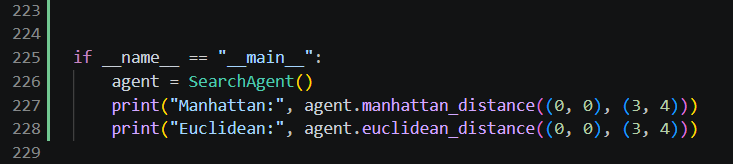 223
224
225 if __name__ == "__main__":
226     agent = SearchAgent()
227     print("Manhattan:", agent.manhattan_distance((0, 0), (3, 4)))
228     print("Euclidean:", agent.euclidean_distance((0, 0), (3, 4)))
229